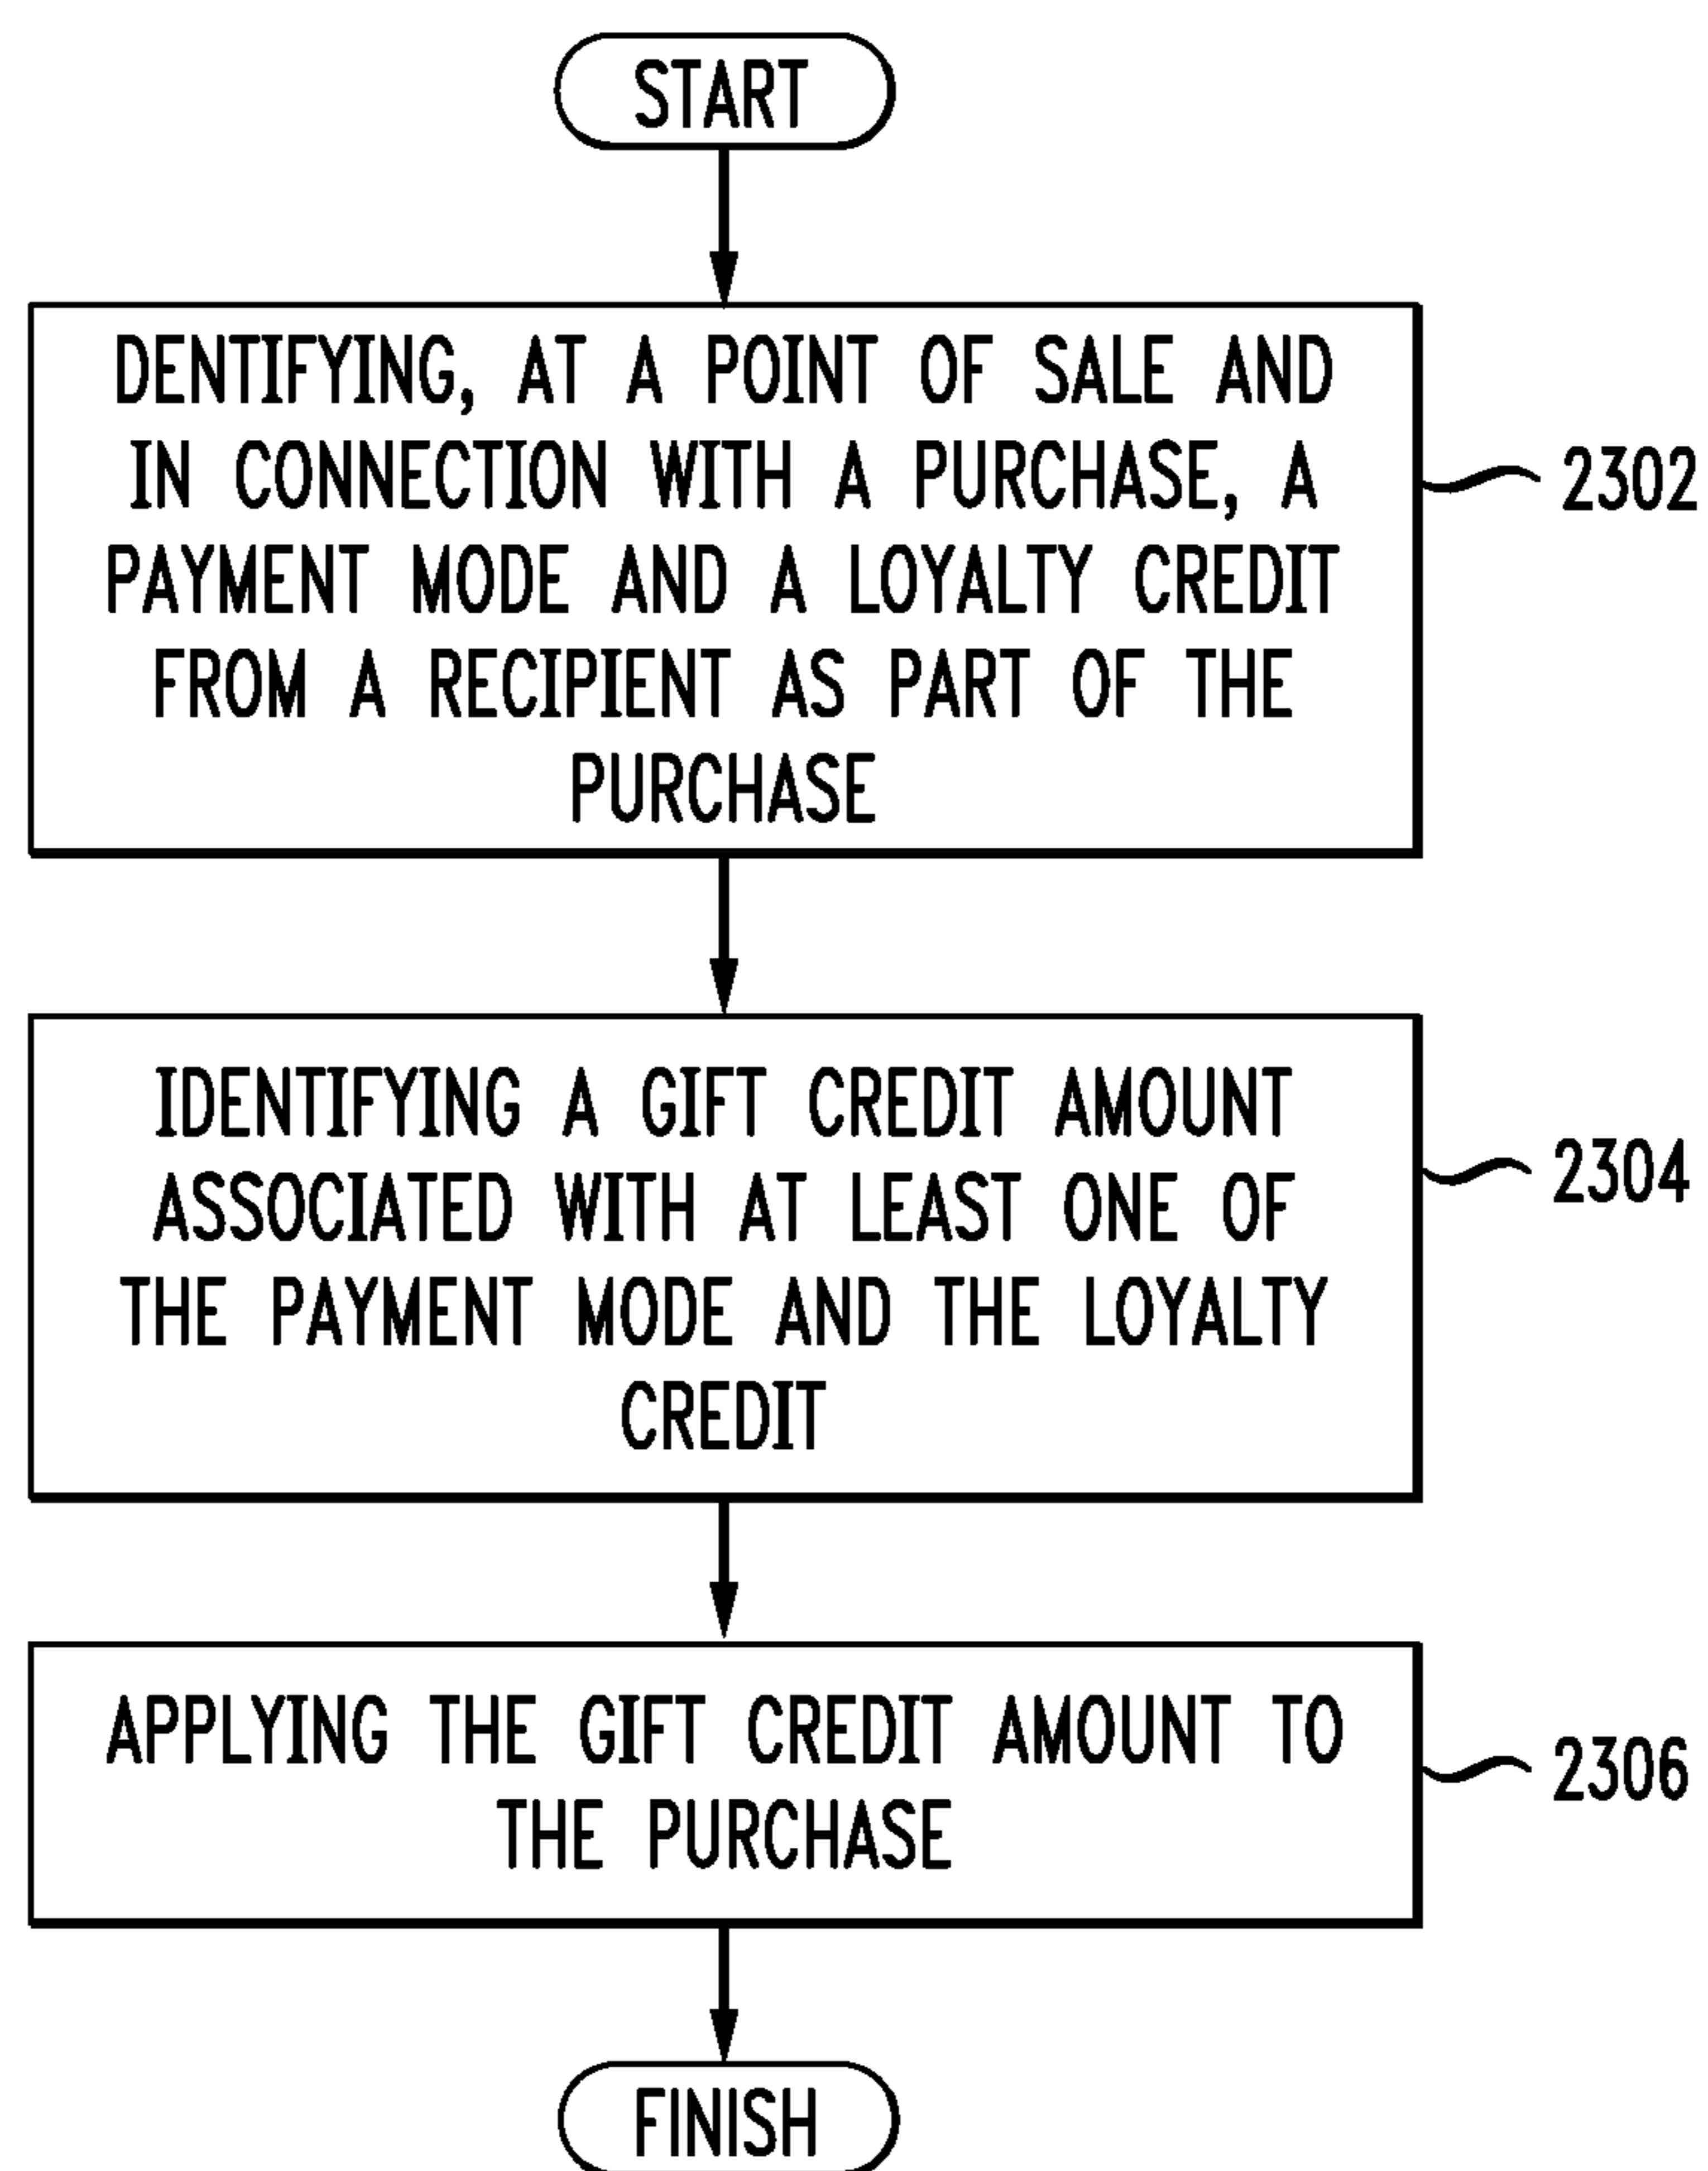 START
DENTIFYING, AT A POINT OF SALE AND
IN CONNECTION WITH A PURCHASE, A
PAYMENT MODE AND A LOYALTY CREDIT
FROM A RECIPIENT AS PART OF THE
PURCHASE
2302
IDENTIFYING A GIFT CREDIT AMOUNT
ASSOCIATED WITH AT LEAST ONE OF
THE PAYMENT MODE AND THE LOYALTY
CREDIT
2304
APPLYING THE GIFT CREDIT AMOUNT TO
THE PURCHASE
2306
FINISH